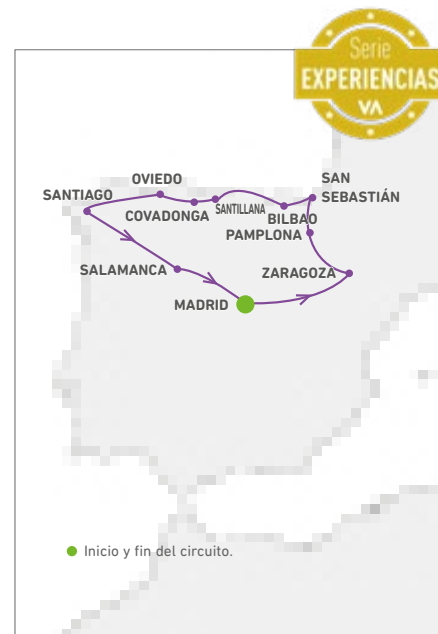 Serie
EXPERIENCIAS
VA
SAN
SEBASTIÁN
OVIEDO
SANTIAGO
COVADONGA
SANTILLANA
BILBAO
PAMPLONA
SALAMANCA
ZARAGOZA
MADRID
Inicio y fin del circuito.